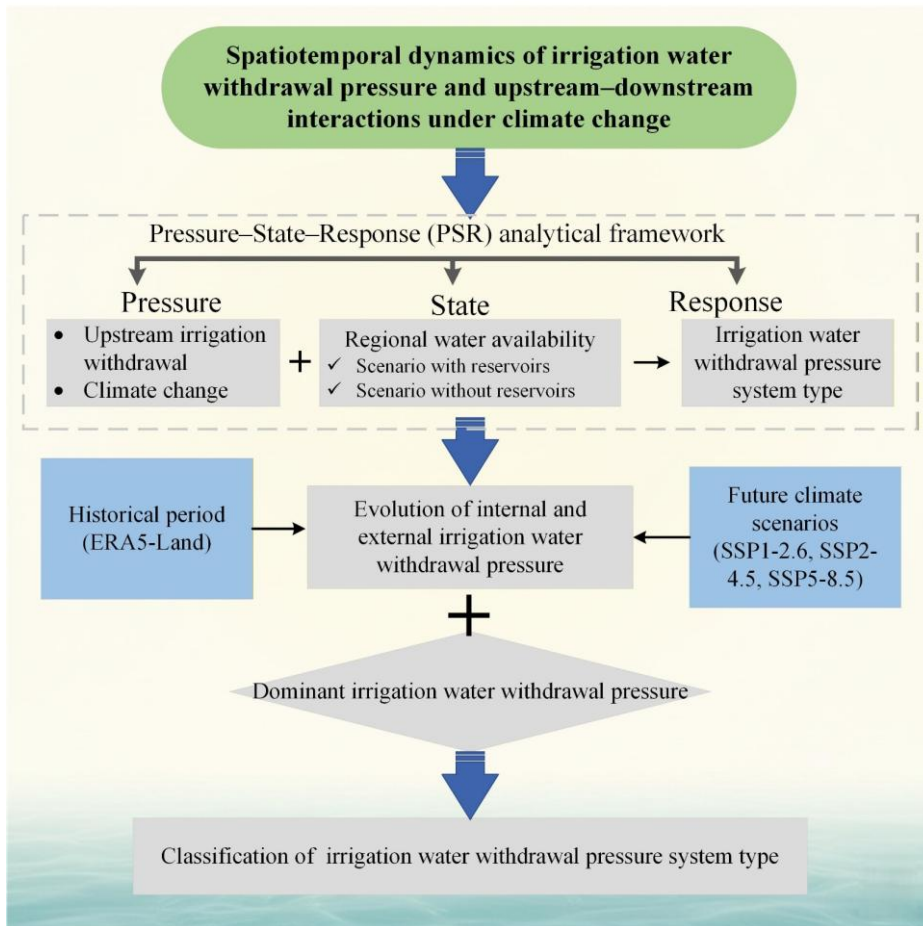 Spatiotemporal dynamics of irrigation water
withdrawal pressure and upstream–downstream
interactions under climate change
Pressure–State–Response (PSR) analytical framework
Pressure
• Upstream irrigation
withdrawal
• Climate change
+
State
Regional water availability
✓ Scenario with reservoirs
✓ Scenario without reservoirs
Response
Irrigation water
withdrawal pressure
system type
Historical period
(ERA5-Land)
Evolution of internal and
external irrigation water
withdrawal pressure
Future climate
scenarios
(SSP1-2.6, SSP2-
4.5, SSP5-8.5)
+
Dominant irrigation water withdrawal pressure
Classification of irrigation water withdrawal pressure system type